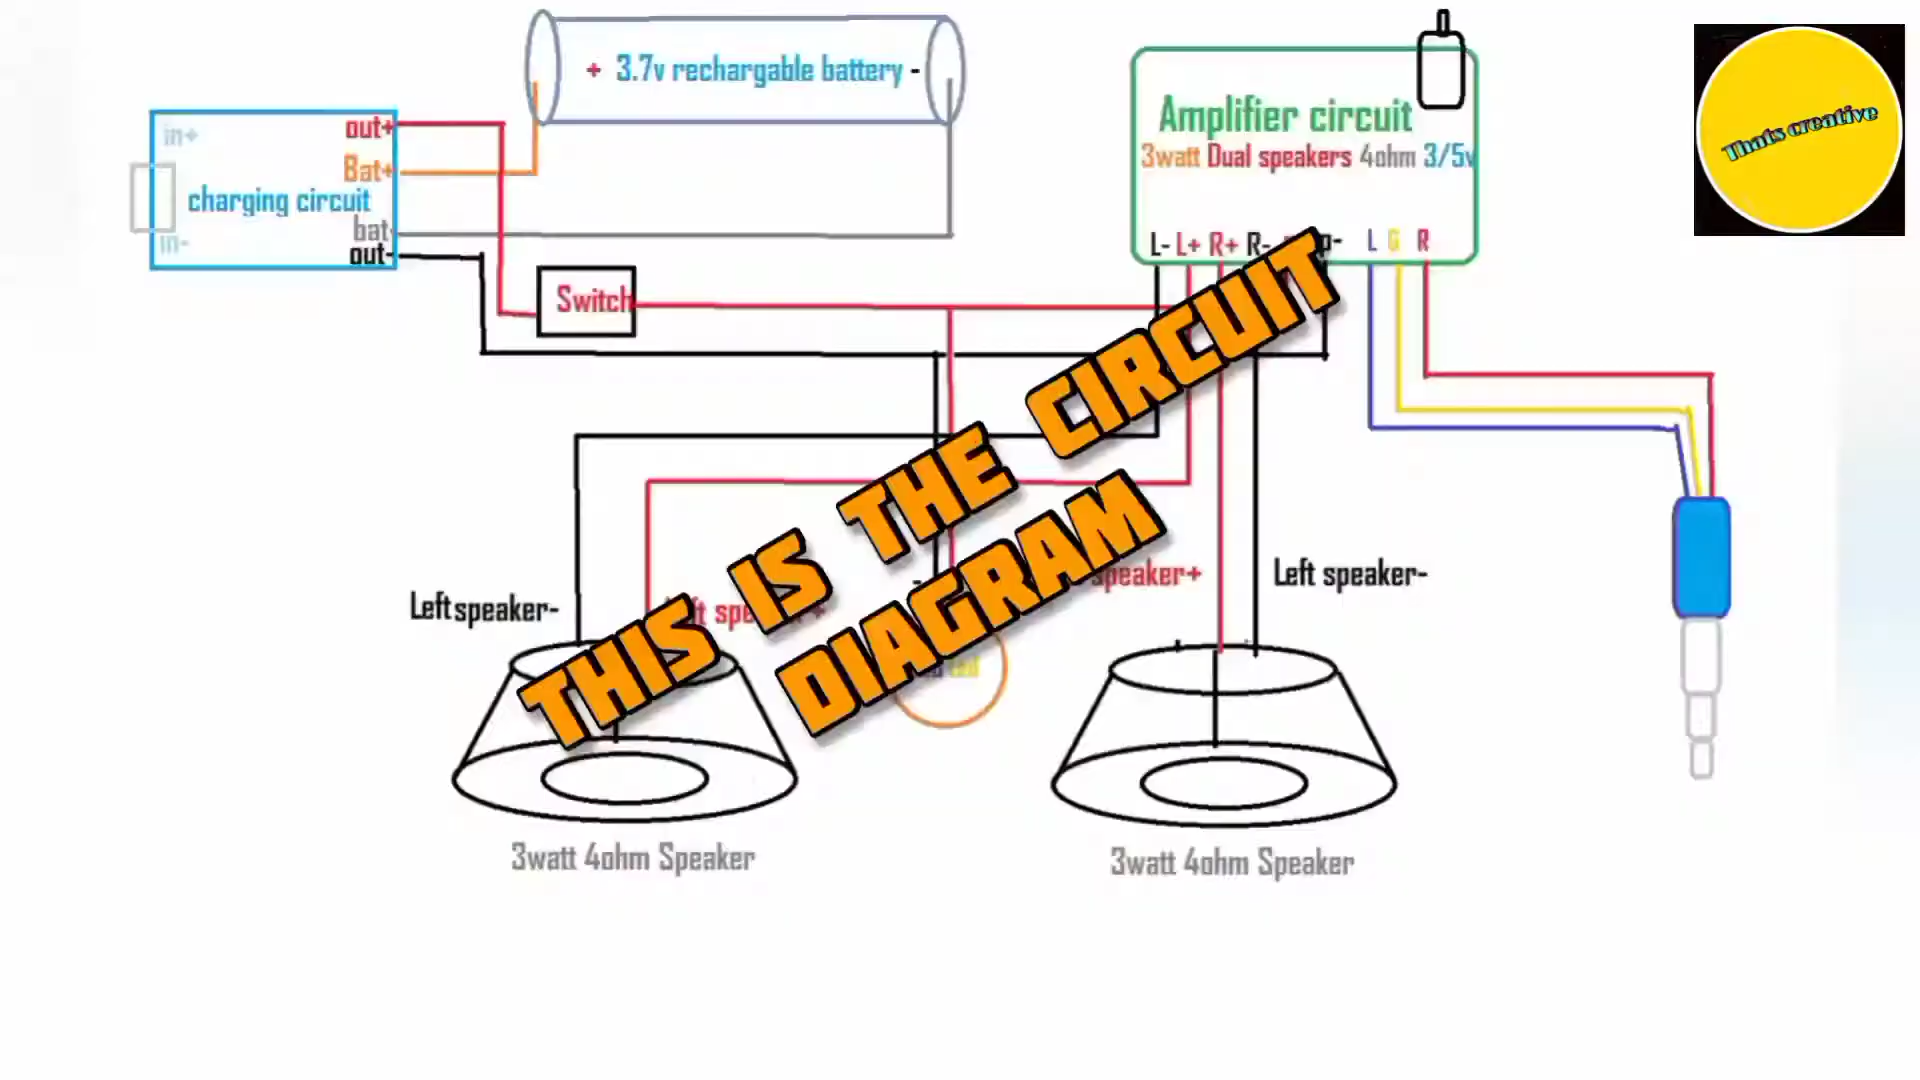 + 3.7v rechargable battery -
in+
out+
Bat+
charging circuit
bat-
in-
out-
Switch
Amplifier circuit
3watt Dual speakers 4ohm 3/5v
L- L+ R+ R- L G R
Thats creative
THIS IS THE CIRCUIT
DIAGRAM
Left speaker-
speaker+
Left speaker-
3watt 4ohm Speaker
3watt 4ohm Speaker